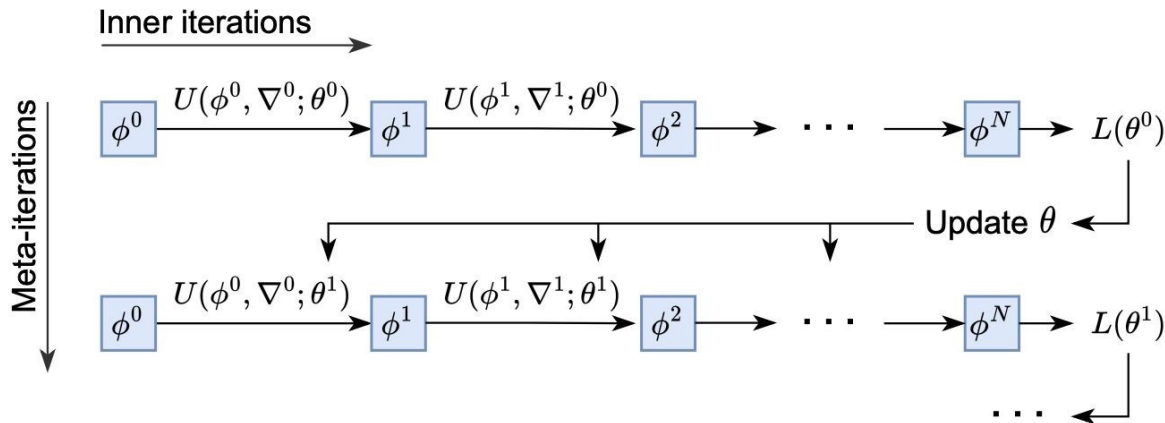 Inner iterations
Meta-iterations
U(ϕ⁰, ∇⁰; θ⁰) U(ϕ¹, ∇¹; θ⁰)
ϕ⁰ ϕ¹ ϕ² · · · ϕᴺ L(θ⁰)
Update θ
U(ϕ⁰, ∇⁰; θ¹) U(ϕ¹, ∇¹; θ¹)
ϕ⁰ ϕ¹ ϕ² · · · ϕᴺ L(θ¹)
· · ·